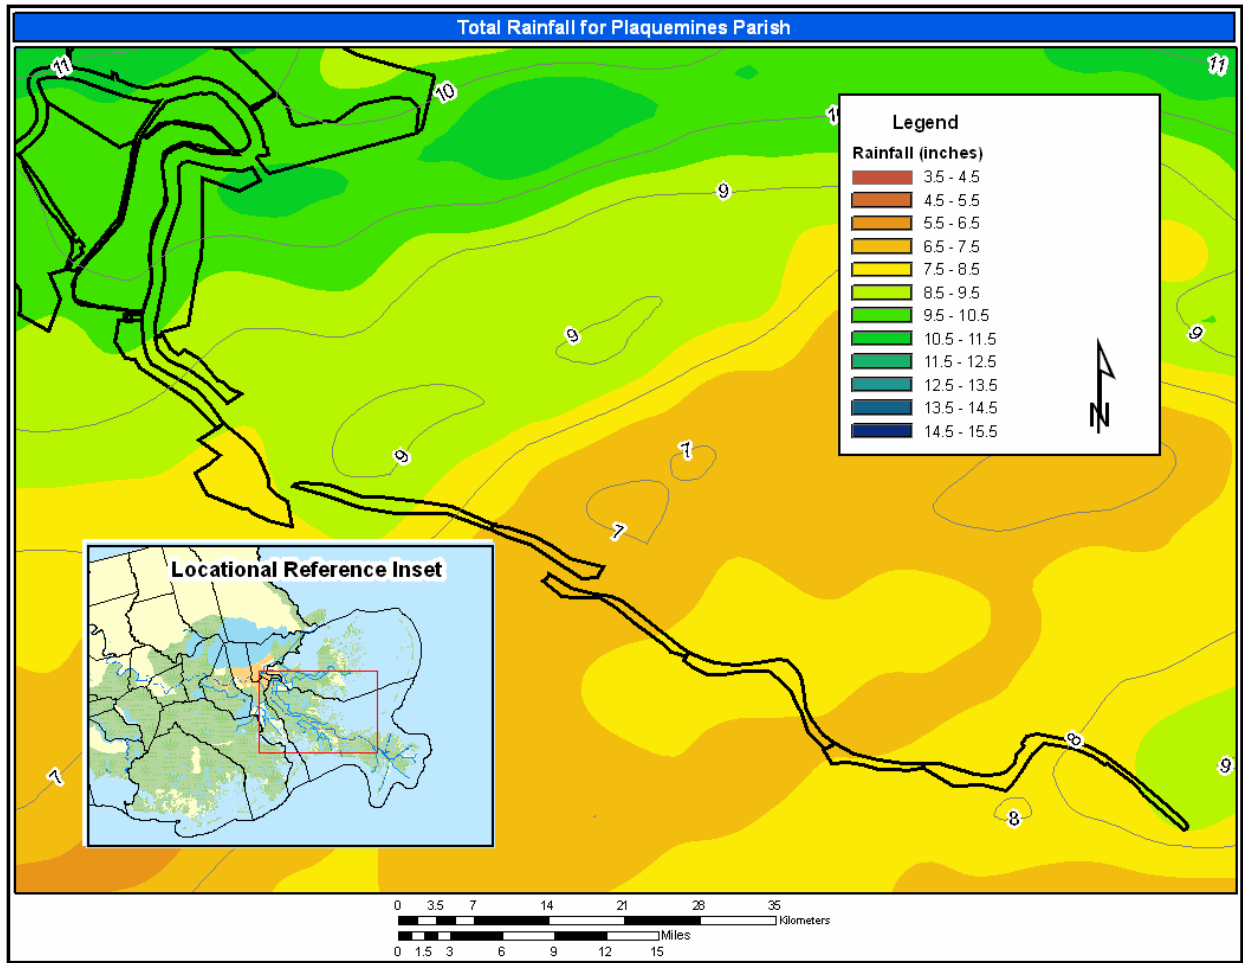 Total Rainfall for Plaquemines Parish
11
10
11
10
9
9
9
9
7
7
7
8
8
9
Legend
Rainfall (inches)
3.5 - 4.5
4.5 - 5.5
5.5 - 6.5
6.5 - 7.5
7.5 - 8.5
8.5 - 9.5
9.5 - 10.5
10.5 - 11.5
11.5 - 12.5
12.5 - 13.5
13.5 - 14.5
14.5 - 15.5
N
Locational Reference Inset
0 3.5 7 14 21 28 35
Kilometers
Miles
0 1.5 3 6 9 12 15